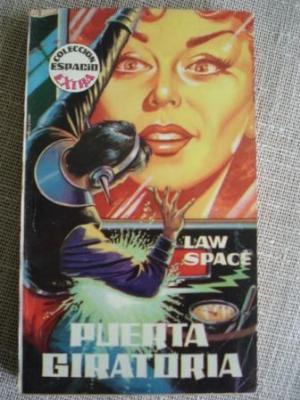 COLECCION
ESPACIO
EXTRA
LAW
SPACE
PUERTA
GIRATORIA